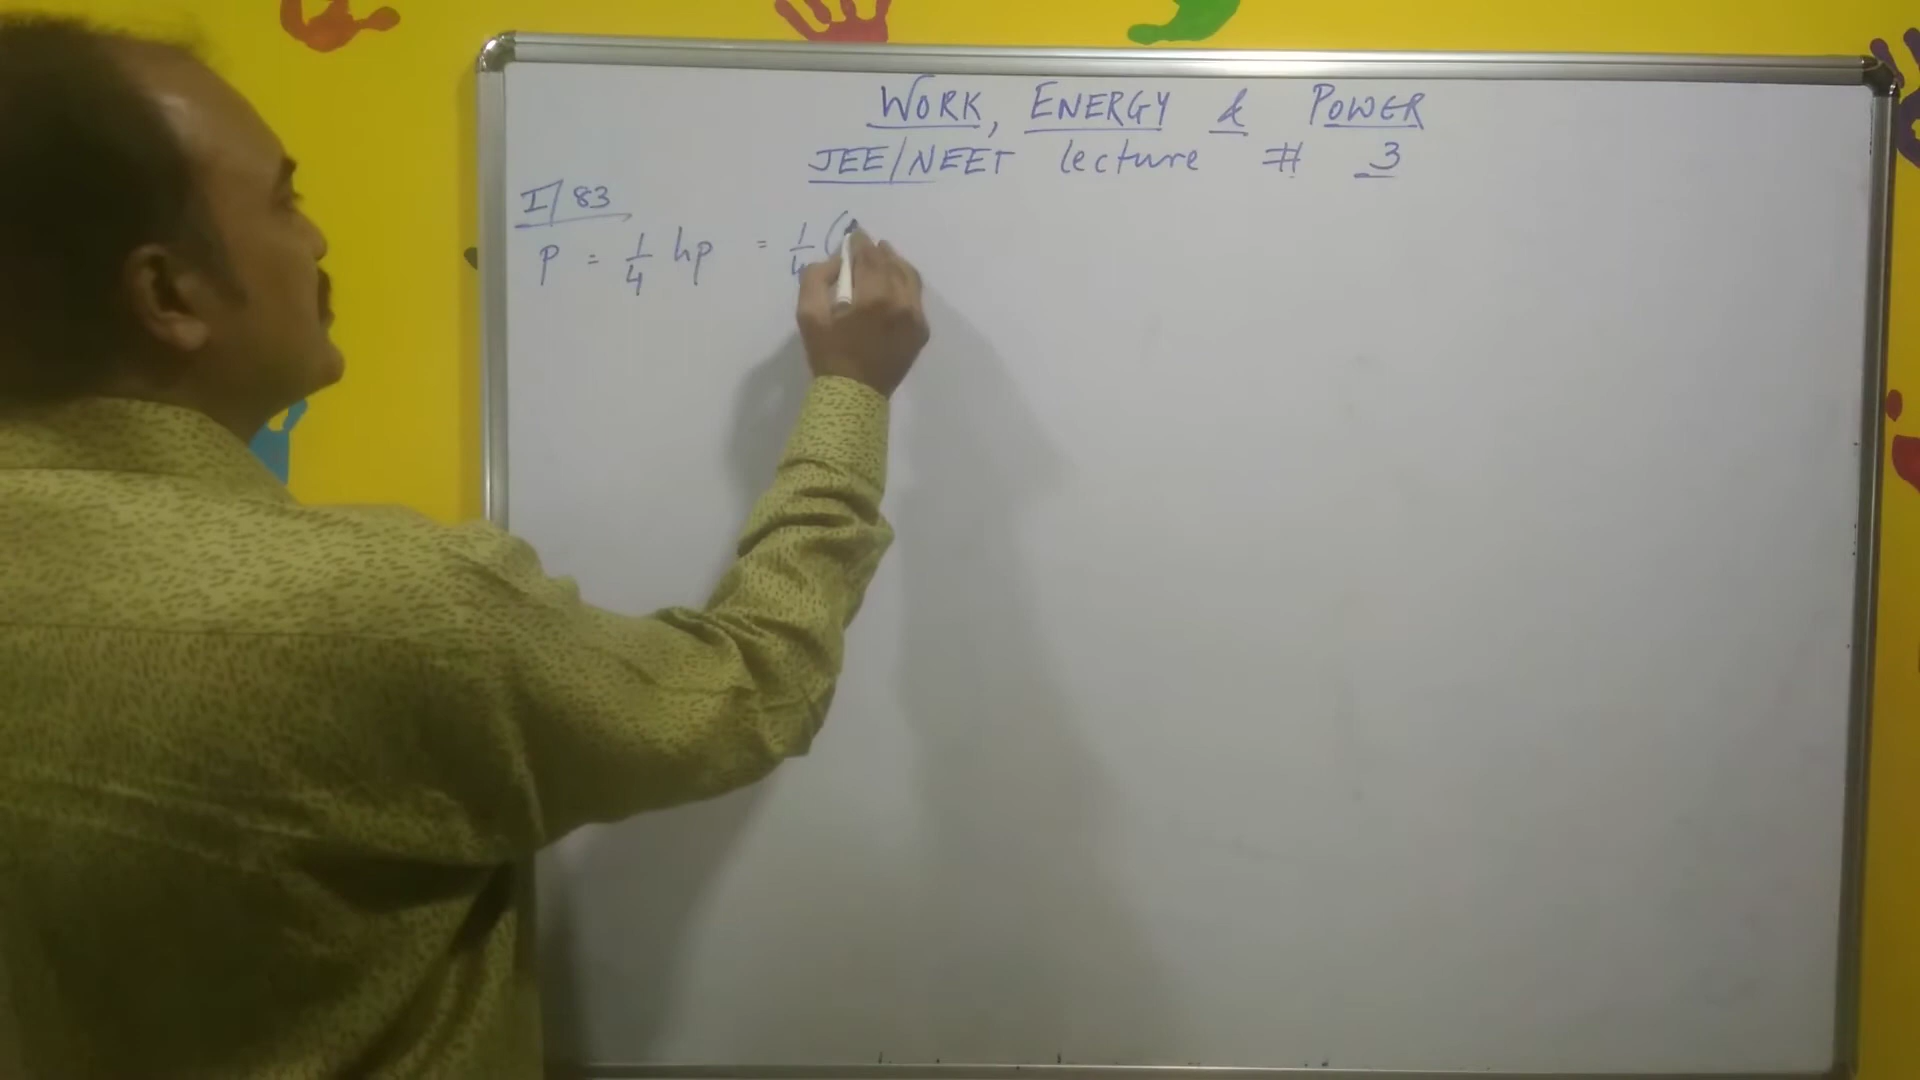 WORK, ENERGY & POWER
JEE/NEET lecture # 3
I/83
P = 1/4 hp = 1/4 (